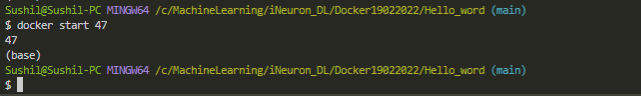 Sushil@Sushil-PC MINGW64 /c/MachineLearning/iNeuron_DL/Docker19022022/Hello_word (main)
$ docker start 47
47
(base)
Sushil@Sushil-PC MINGW64 /c/MachineLearning/iNeuron_DL/Docker19022022/Hello_word (main)
$